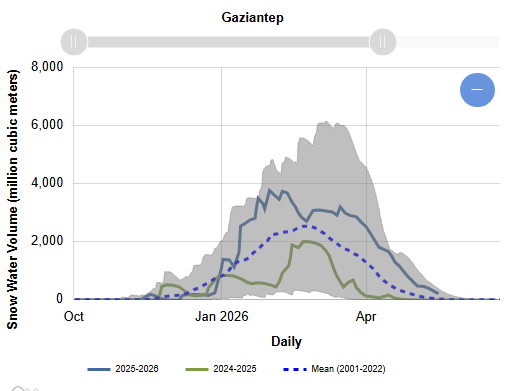 Gaziantep
8,000
6,000
4,000
2,000
0
Snow Water Volume (million cubic meters)
Oct
Jan 2026
Apr
Daily
2025-2026
2024-2025
Mean (2001-2022)